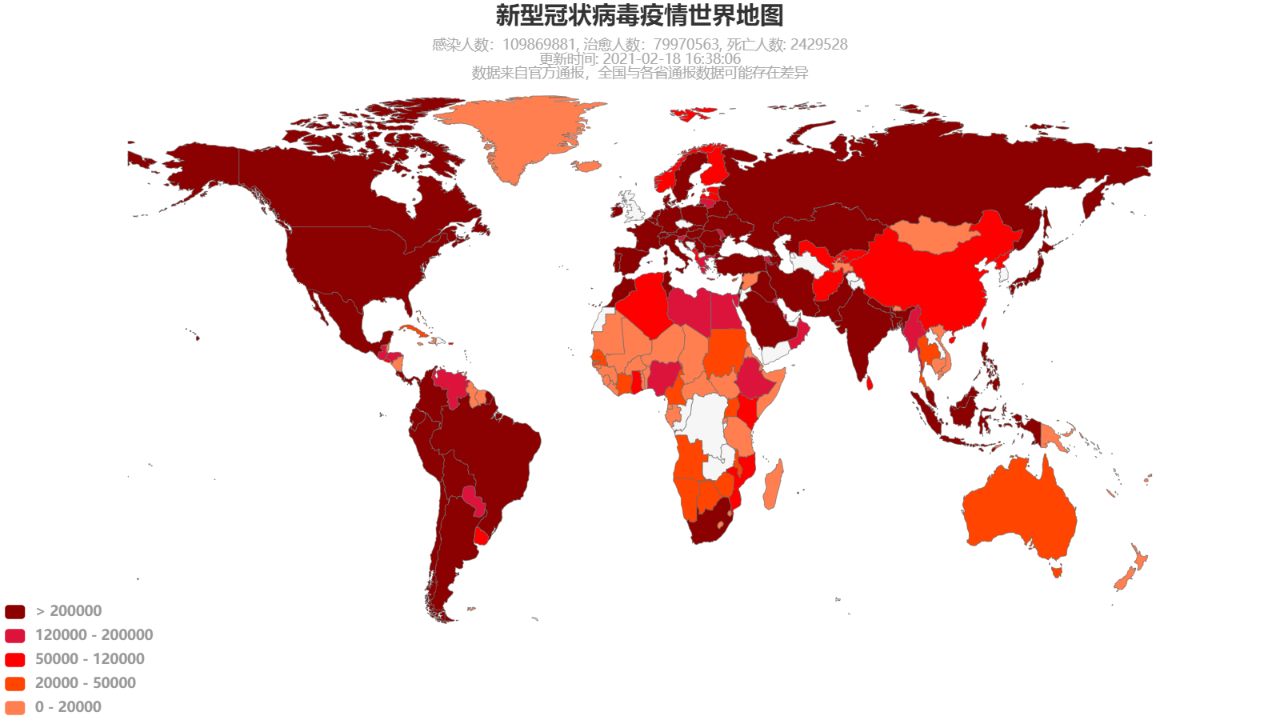 新型冠状病毒疫情世界地图
感染人数：109869881, 治愈人数：79970563, 死亡人数: 2429528
更新时间: 2021-02-18 16:38:06
数据来自官方通报，全国与各省通报数据可能存在差异
> 200000
120000 - 200000
50000 - 120000
20000 - 50000
0 - 20000